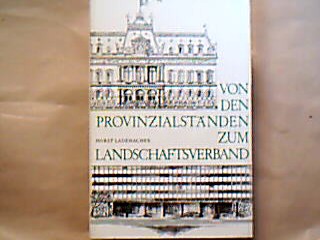 VON
DEN
PROVINZIALSTÄNDEN
HORST LADEMACHER ZUM
LANDSCHAFTSVERBAND